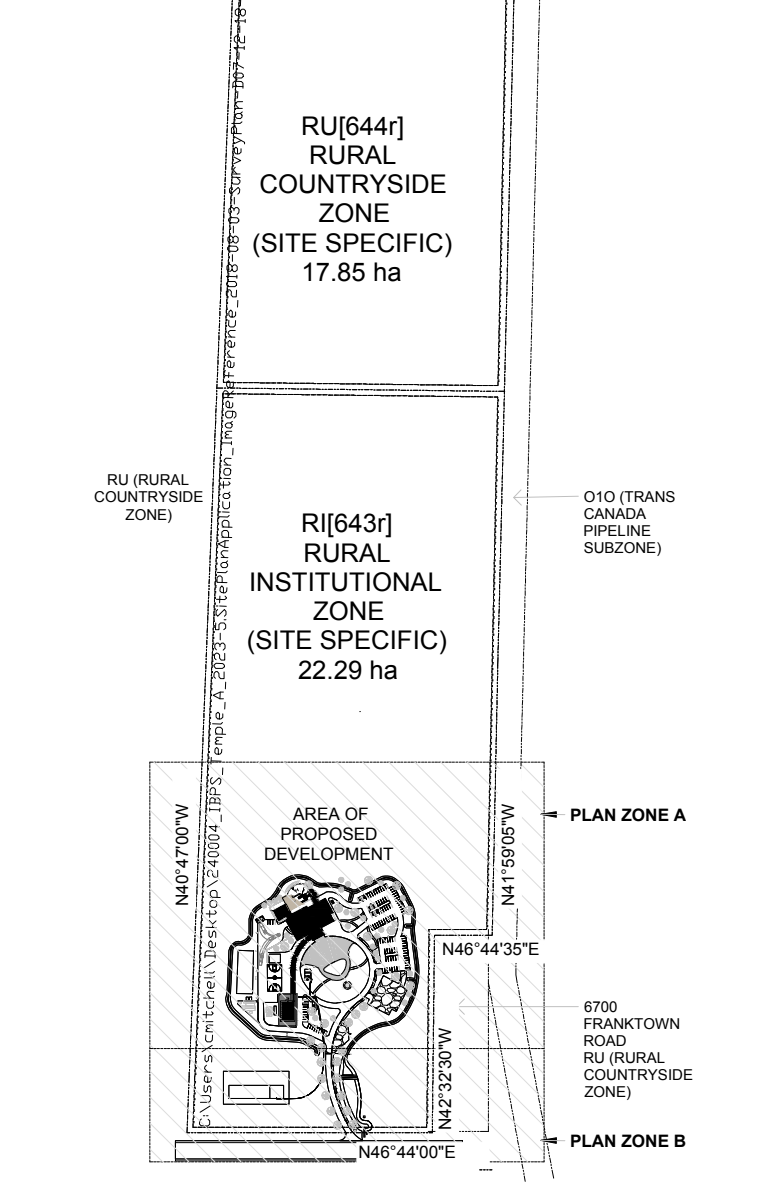 RU[644r]
RURAL
COUNTRYSIDE
ZONE
(SITE SPECIFIC)
17.85 ha
C:\Users\cmitchell\Desktop\240004_IBPS_Temple_A_2023-5.SitePlanApplication_ImageReference_2018-08-03-SurveyPlan-D07-12-18-
RU (RURAL
COUNTRYSIDE
ZONE)
O1O (TRANS
CANADA
PIPELINE
SUBZONE)
RI[643r]
RURAL
INSTITUTIONAL
ZONE
(SITE SPECIFIC)
22.29 ha
AREA OF
PROPOSED
DEVELOPMENT
PLAN ZONE A
N40°47'00"W
N41°59'05"W
N46°44'35"E
6700
FRANKTOWN
ROAD
RU (RURAL
COUNTRYSIDE
ZONE)
N42°32'30"W
PLAN ZONE B
N46°44'00"E